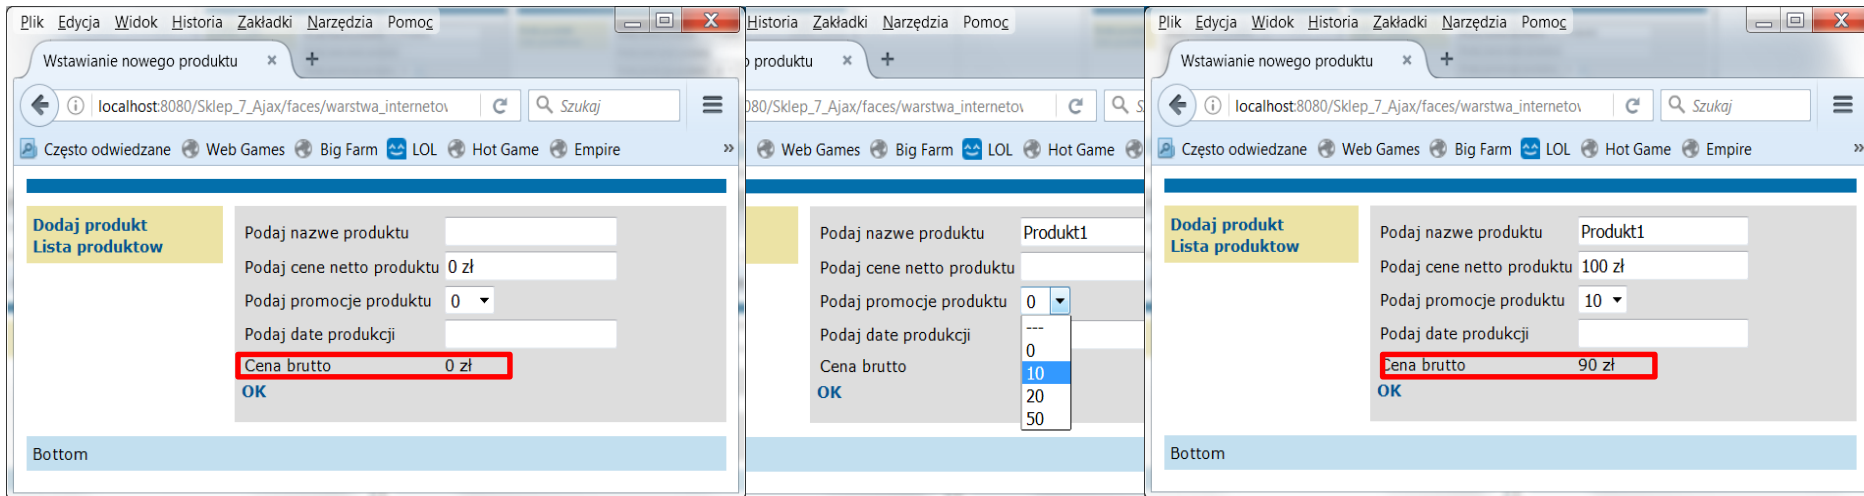 Plik Edycja Widok Historia Zakładki Narzędzia Pomoc
Wstawianie nowego produktu × +
localhost:8080/Sklep_7_Ajax/faces/warstwa_interneto
Szukaj
Często odwiedzane Web Games Big Farm LOL Hot Game Empire »
Dodaj produkt
Lista produktow
Podaj nazwe produktu
Podaj cene netto produktu 0 zł
Podaj promocje produktu 0
Podaj date produkcji
Cena brutto 0 zł
OK
Bottom
Historia Zakładki Narzędzia Pomoc
produktu × +
080/Sklep_7_Ajax/faces/warstwa_interneto
Web Games Big Farm LOL Hot Game
Podaj nazwe produktu Produkt1
Podaj cene netto produktu
Podaj promocje produktu 0
---
Podaj date produkcji
0
Cena brutto
10
OK
20
50
Plik Edycja Widok Historia Zakładki Narzędzia Pomoc
Wstawianie nowego produktu × +
localhost:8080/Sklep_7_Ajax/faces/warstwa_interneto
Szukaj
Często odwiedzane Web Games Big Farm LOL Hot Game Empire »
Dodaj produkt
Lista produktow
Podaj nazwe produktu Produkt1
Podaj cene netto produktu 100 zł
Podaj promocje produktu 10
Podaj date produkcji
Cena brutto 90 zł
OK
Bottom